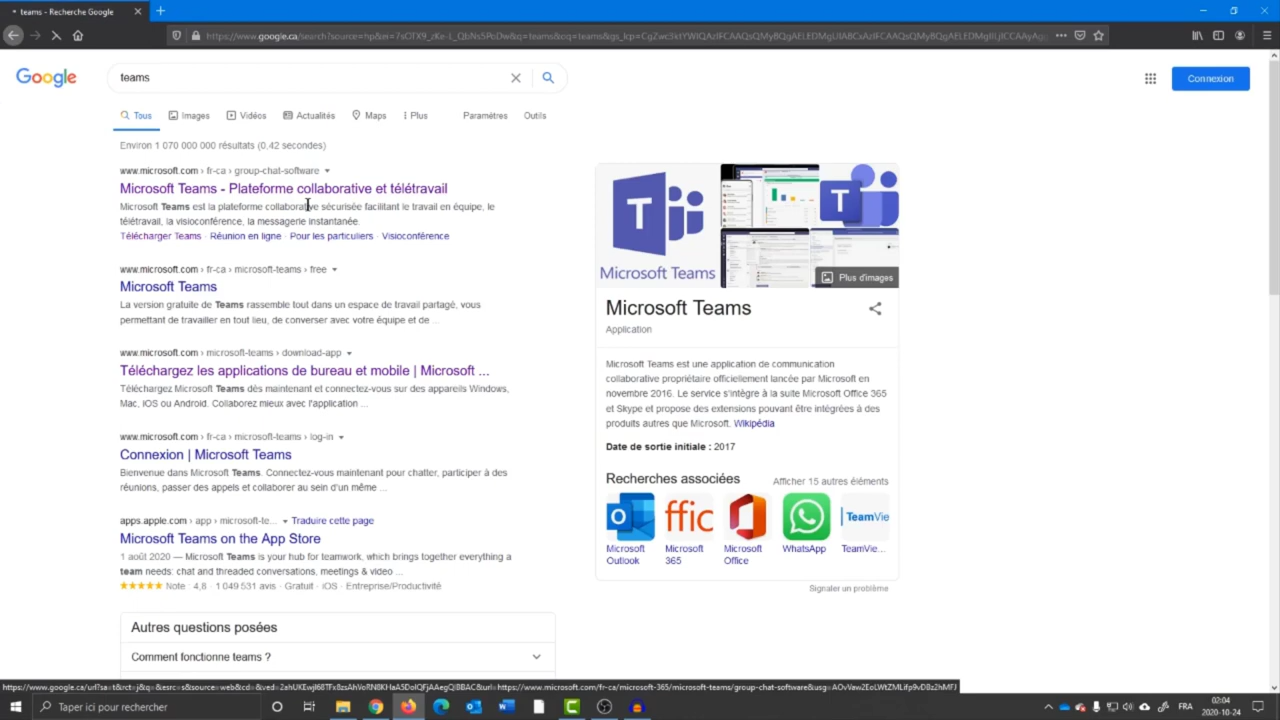 teams - Recherche Google
teams
Google
Connexion
Tous Images Vidéos Actualités Maps Plus Paramètres Outils
Environ 1 070 000 000 résultats (0,42 secondes)
www.microsoft.com › fr-ca › group-chat-software
Microsoft Teams - Plateforme collaborative et télétravail
Microsoft Teams est la plateforme collaborative sécurisée facilitant le travail en équipe, le
télétravail, la visioconférence, la messagerie instantanée.
Télécharger Teams · Réunion en ligne · Pour les particuliers · Visioconférence
www.microsoft.com › fr-ca › microsoft-teams › free
Microsoft Teams
La version gratuite de Teams rassemble tout dans un espace de travail partagé, vous
permettant de travailler en tout lieu, de converser avec votre équipe et de ...
www.microsoft.com › microsoft-teams › download-app
Téléchargez les applications de bureau et mobile | Microsoft ...
Téléchargez Microsoft Teams dès maintenant et connectez-vous sur des appareils Windows,
Mac, iOS ou Android. Collaborez mieux avec l'application ...
www.microsoft.com › fr-ca › microsoft-teams › log-in
Connexion | Microsoft Teams
Bienvenue dans Microsoft Teams. Connectez-vous maintenant pour chatter, participer à des
réunions, passer des appels et collaborer au sein d'un même ...
apps.apple.com › app › microsoft-te... Traduire cette page
Microsoft Teams on the App Store
1 août 2020 — Microsoft Teams is your hub for teamwork, which brings together everything a
team needs: chat and threaded conversations, meetings & video ...
Note : 4,8 · 1 049 531 avis · Gratuit · iOS · Entreprise/Productivité
Autres questions posées
Comment fonctionne teams ?
Microsoft Teams
Plus d'images
Microsoft Teams
Application
Microsoft Teams est une application de communication
collaborative propriétaire officiellement lancée par Microsoft en
novembre 2016. Le service s'intègre à la suite Microsoft Office 365
et Skype et propose des extensions pouvant être intégrées à des
produits autres que Microsoft. Wikipédia
Date de sortie initiale : 2017
Recherches associées Afficher 15 autres éléments
ffic TeamVie
Microsoft Outlook
Microsoft 365
Microsoft Office
WhatsApp
TeamVie...
Signaler un problème
Taper ici pour rechercher
FRA
02:04
2020-10-24